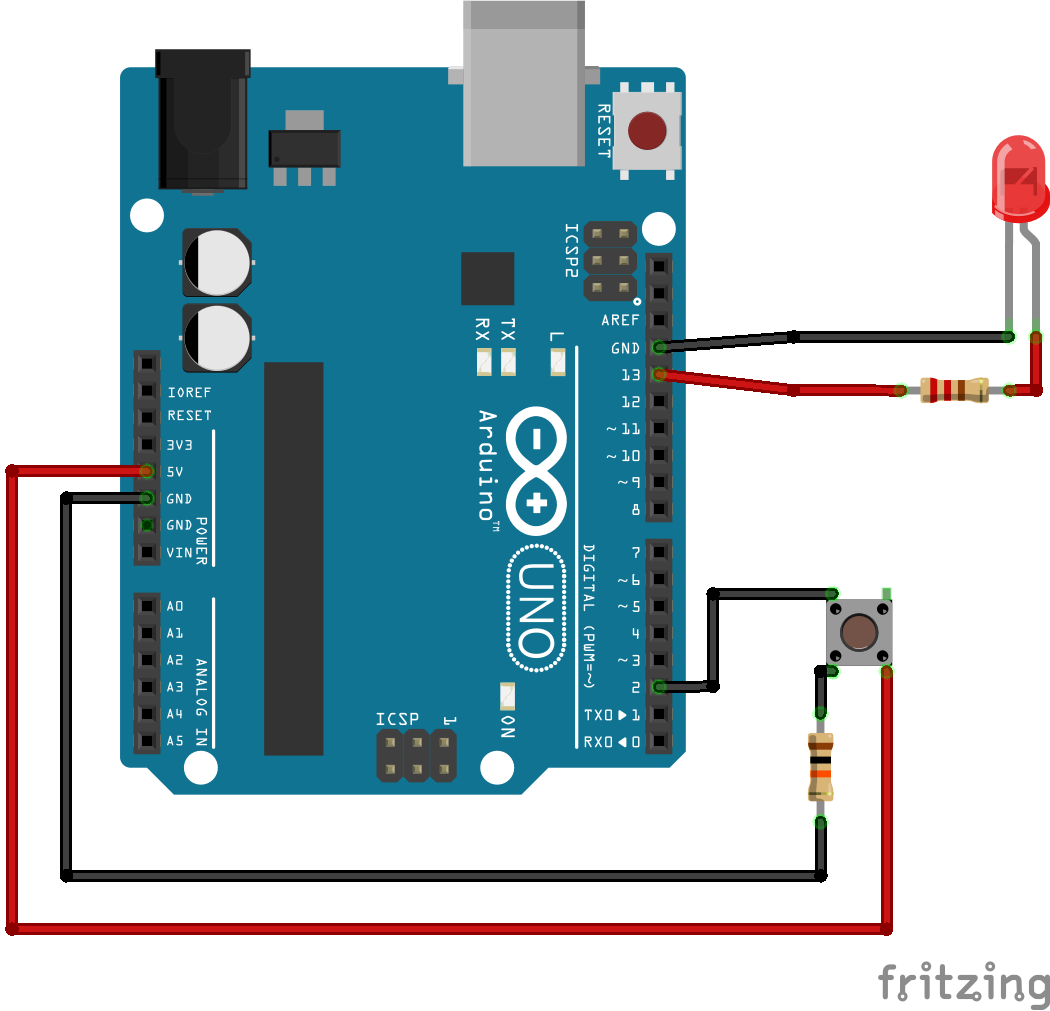 RESET
ICSP2
AREF
GND
13
12
~11
~10
~9
8
7
~6
~5
4
~3
2
TX0▶1
RX0◀0
DIGITAL (PWM=~)
RX
TX
L
Arduino™
UNO
ON
ICSP
1
IOREF
RESET
3V3
5V
GND
GND
VIN
POWER
A0
A1
A2
A3
A4
A5
ANALOG IN
fritzing